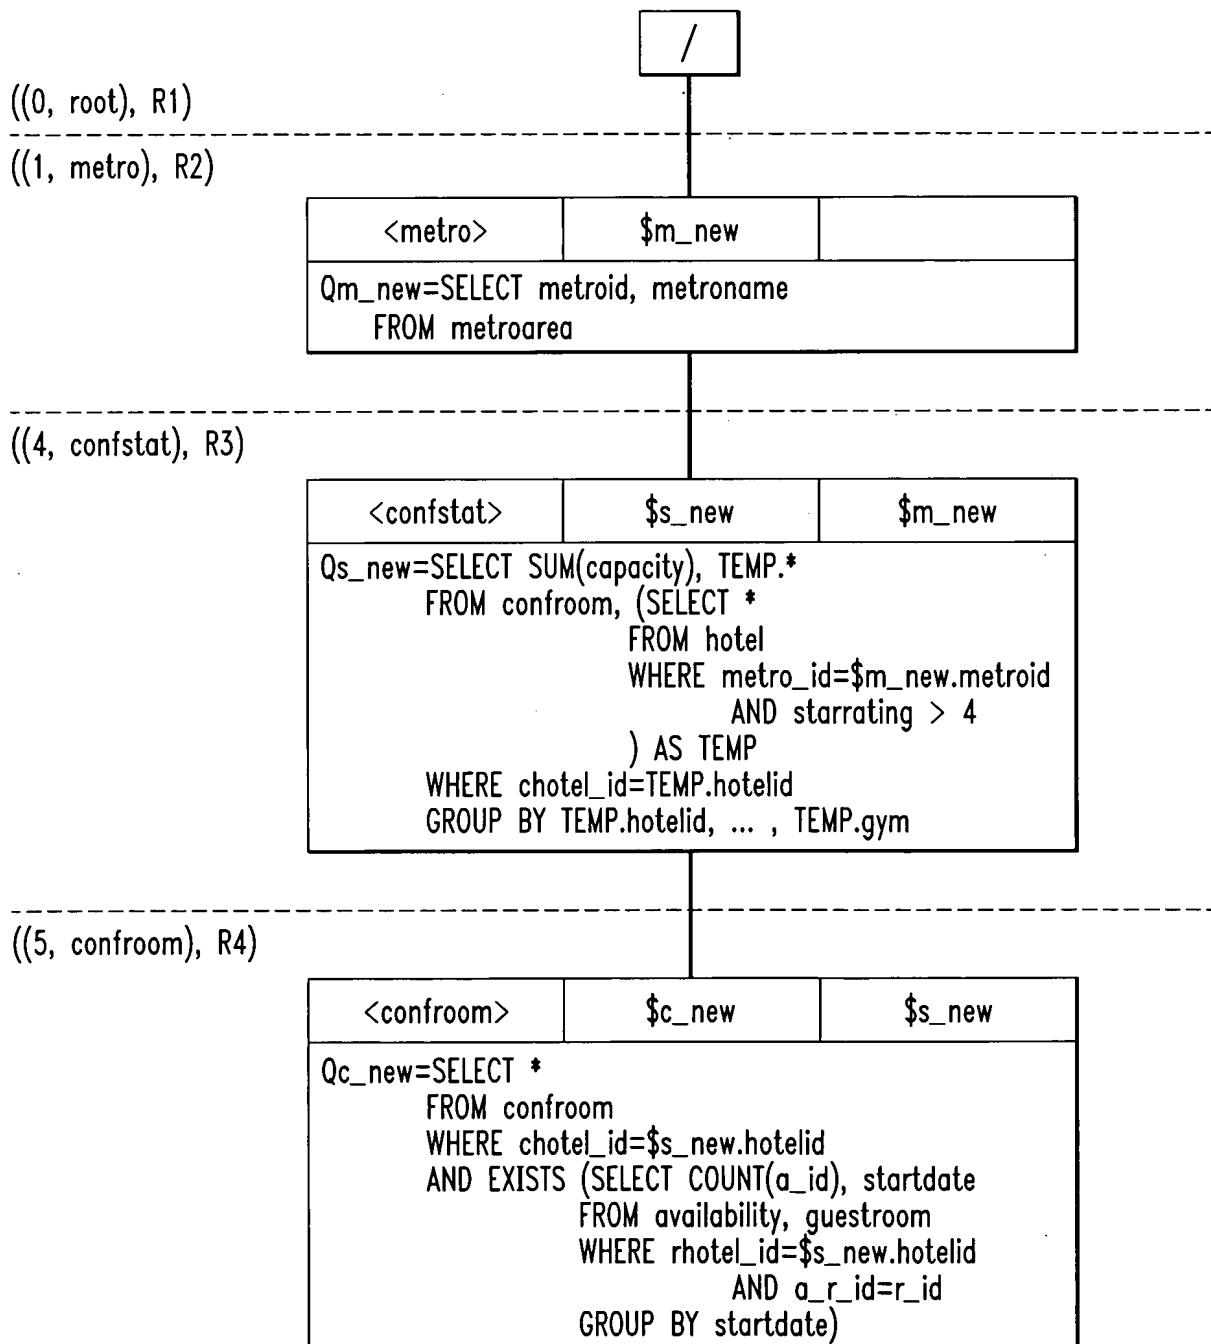 /
((0, root), R1)
((1, metro), R2)
<metro> $m_new
Qm_new=SELECT metroid, metroname
FROM metroarea
((4, confstat), R3)
<confstat> $s_new $m_new
Qs_new=SELECT SUM(capacity), TEMP.*
FROM confroom, (SELECT *
FROM hotel
WHERE metro_id=$m_new.metroid
AND starrating > 4
) AS TEMP
WHERE chotel_id=TEMP.hotelid
GROUP BY TEMP.hotelid, ... , TEMP.gym
((5, confroom), R4)
<confroom> $c_new $s_new
Qc_new=SELECT *
FROM confroom
WHERE chotel_id=$s_new.hotelid
AND EXISTS (SELECT COUNT(a_id), startdate
FROM availability, guestroom
WHERE rhotel_id=$s_new.hotelid
AND a_r_id=r_id
GROUP BY startdate)